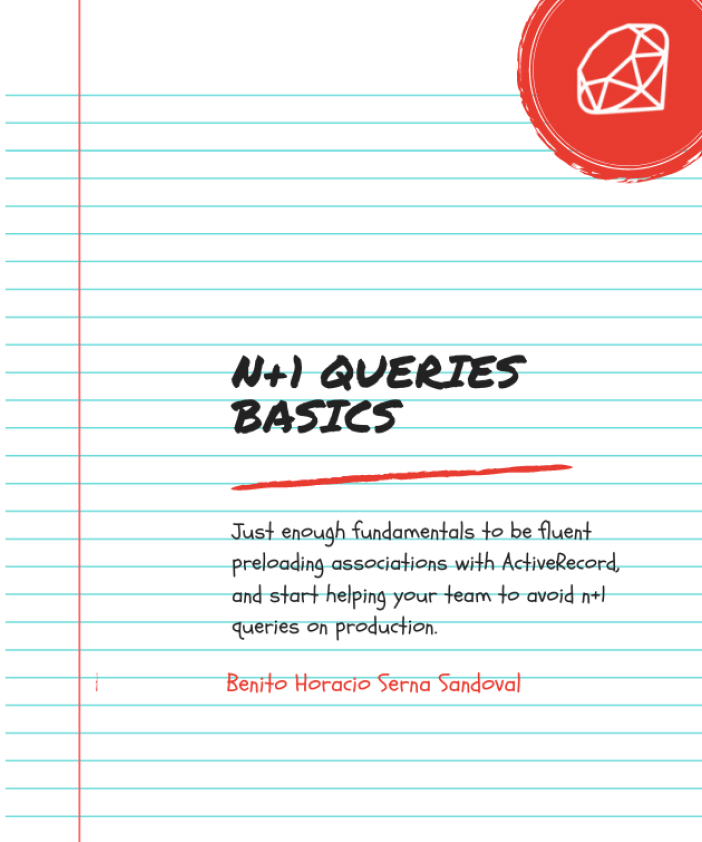 N+1 QUERIES
BASICS
Just enough fundamentals to be fluent
preloading associations with ActiveRecord,
and start helping your team to avoid n+1
queries on production.
Benito Horacio Serna Sandoval